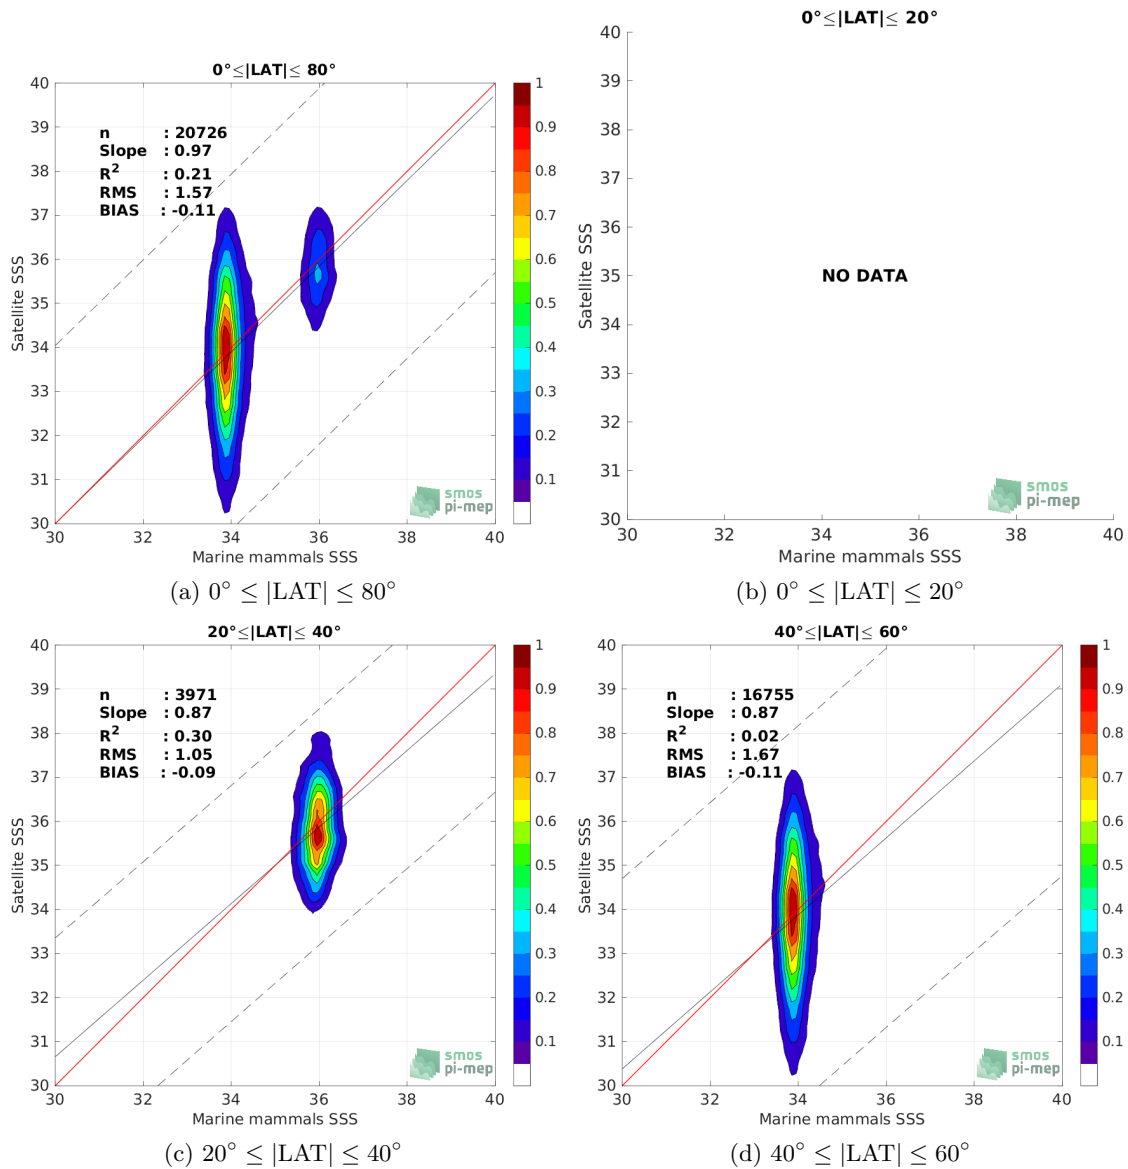 0°≤|LAT|≤ 80°
40
39
38
37
36
35
34
33
32
31
30
Satellite SSS
n : 20726
Slope : 0.97
R² : 0.21
RMS : 1.57
BIAS : -0.11
smos
pi-mep
30 32 34 36 38 40
Marine mammals SSS
1
0.9
0.8
0.7
0.6
0.5
0.4
0.3
0.2
0.1
(a) 0° ≤ |LAT| ≤ 80°
0°≤|LAT|≤ 20°
40
39
38
37
36
35
34
33
32
31
30
Satellite SSS
NO DATA
smos
pi-mep
30 32 34 36 38 40
Marine mammals SSS
(b) 0° ≤ |LAT| ≤ 20°
20°≤|LAT|≤ 40°
40
39
38
37
36
35
34
33
32
31
30
Satellite SSS
n : 3971
Slope : 0.87
R² : 0.30
RMS : 1.05
BIAS : -0.09
smos
pi-mep
30 32 34 36 38 40
Marine mammals SSS
1
0.9
0.8
0.7
0.6
0.5
0.4
0.3
0.2
0.1
(c) 20° ≤ |LAT| ≤ 40°
40°≤|LAT|≤ 60°
40
39
38
37
36
35
34
33
32
31
30
Satellite SSS
n : 16755
Slope : 0.87
R² : 0.02
RMS : 1.67
BIAS : -0.11
smos
pi-mep
30 32 34 36 38 40
Marine mammals SSS
1
0.9
0.8
0.7
0.6
0.5
0.4
0.3
0.2
0.1
(d) 40° ≤ |LAT| ≤ 60°